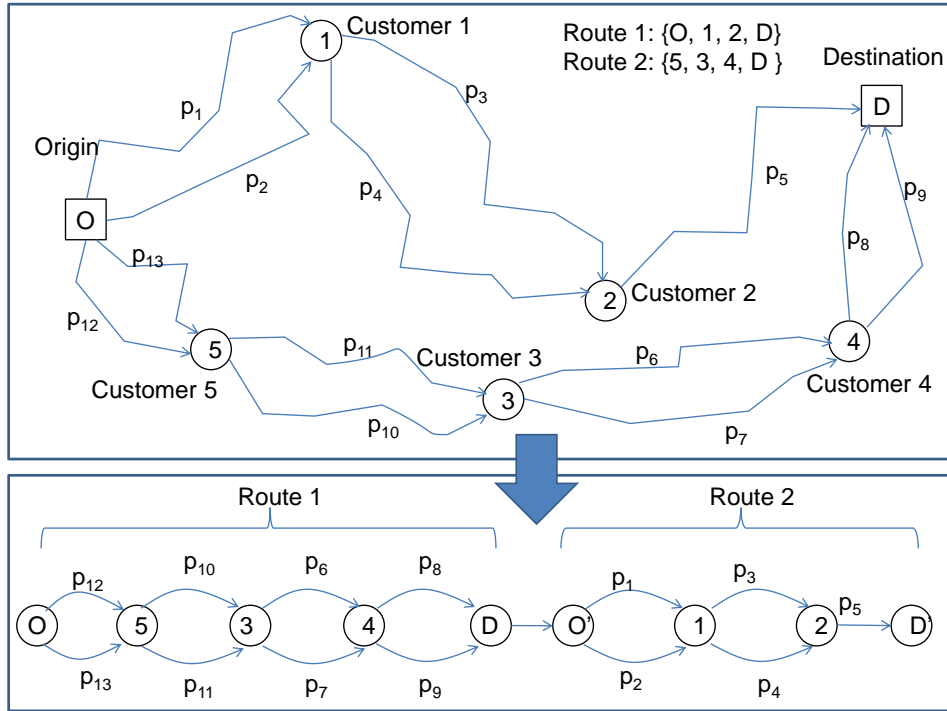 Customer 1
1
Route 1: {O, 1, 2, D}
Route 2: {5, 3, 4, D }
Destination
D
p₁
p₃
Origin
p₂
p₄
p₅
p₉
O
p₈
p₁₃
p₁₂
2
Customer 2
5
p₁₁
Customer 3
p₆
4
Customer 5
Customer 4
3
p₁₀
p₇
Route 1
Route 2
p₁₂
p₁₀
p₆
p₈
p₁
p₃
p₅
O
5
3
4
D
O'
1
2
D'
p₁₃
p₁₁
p₇
p₉
p₂
p₄